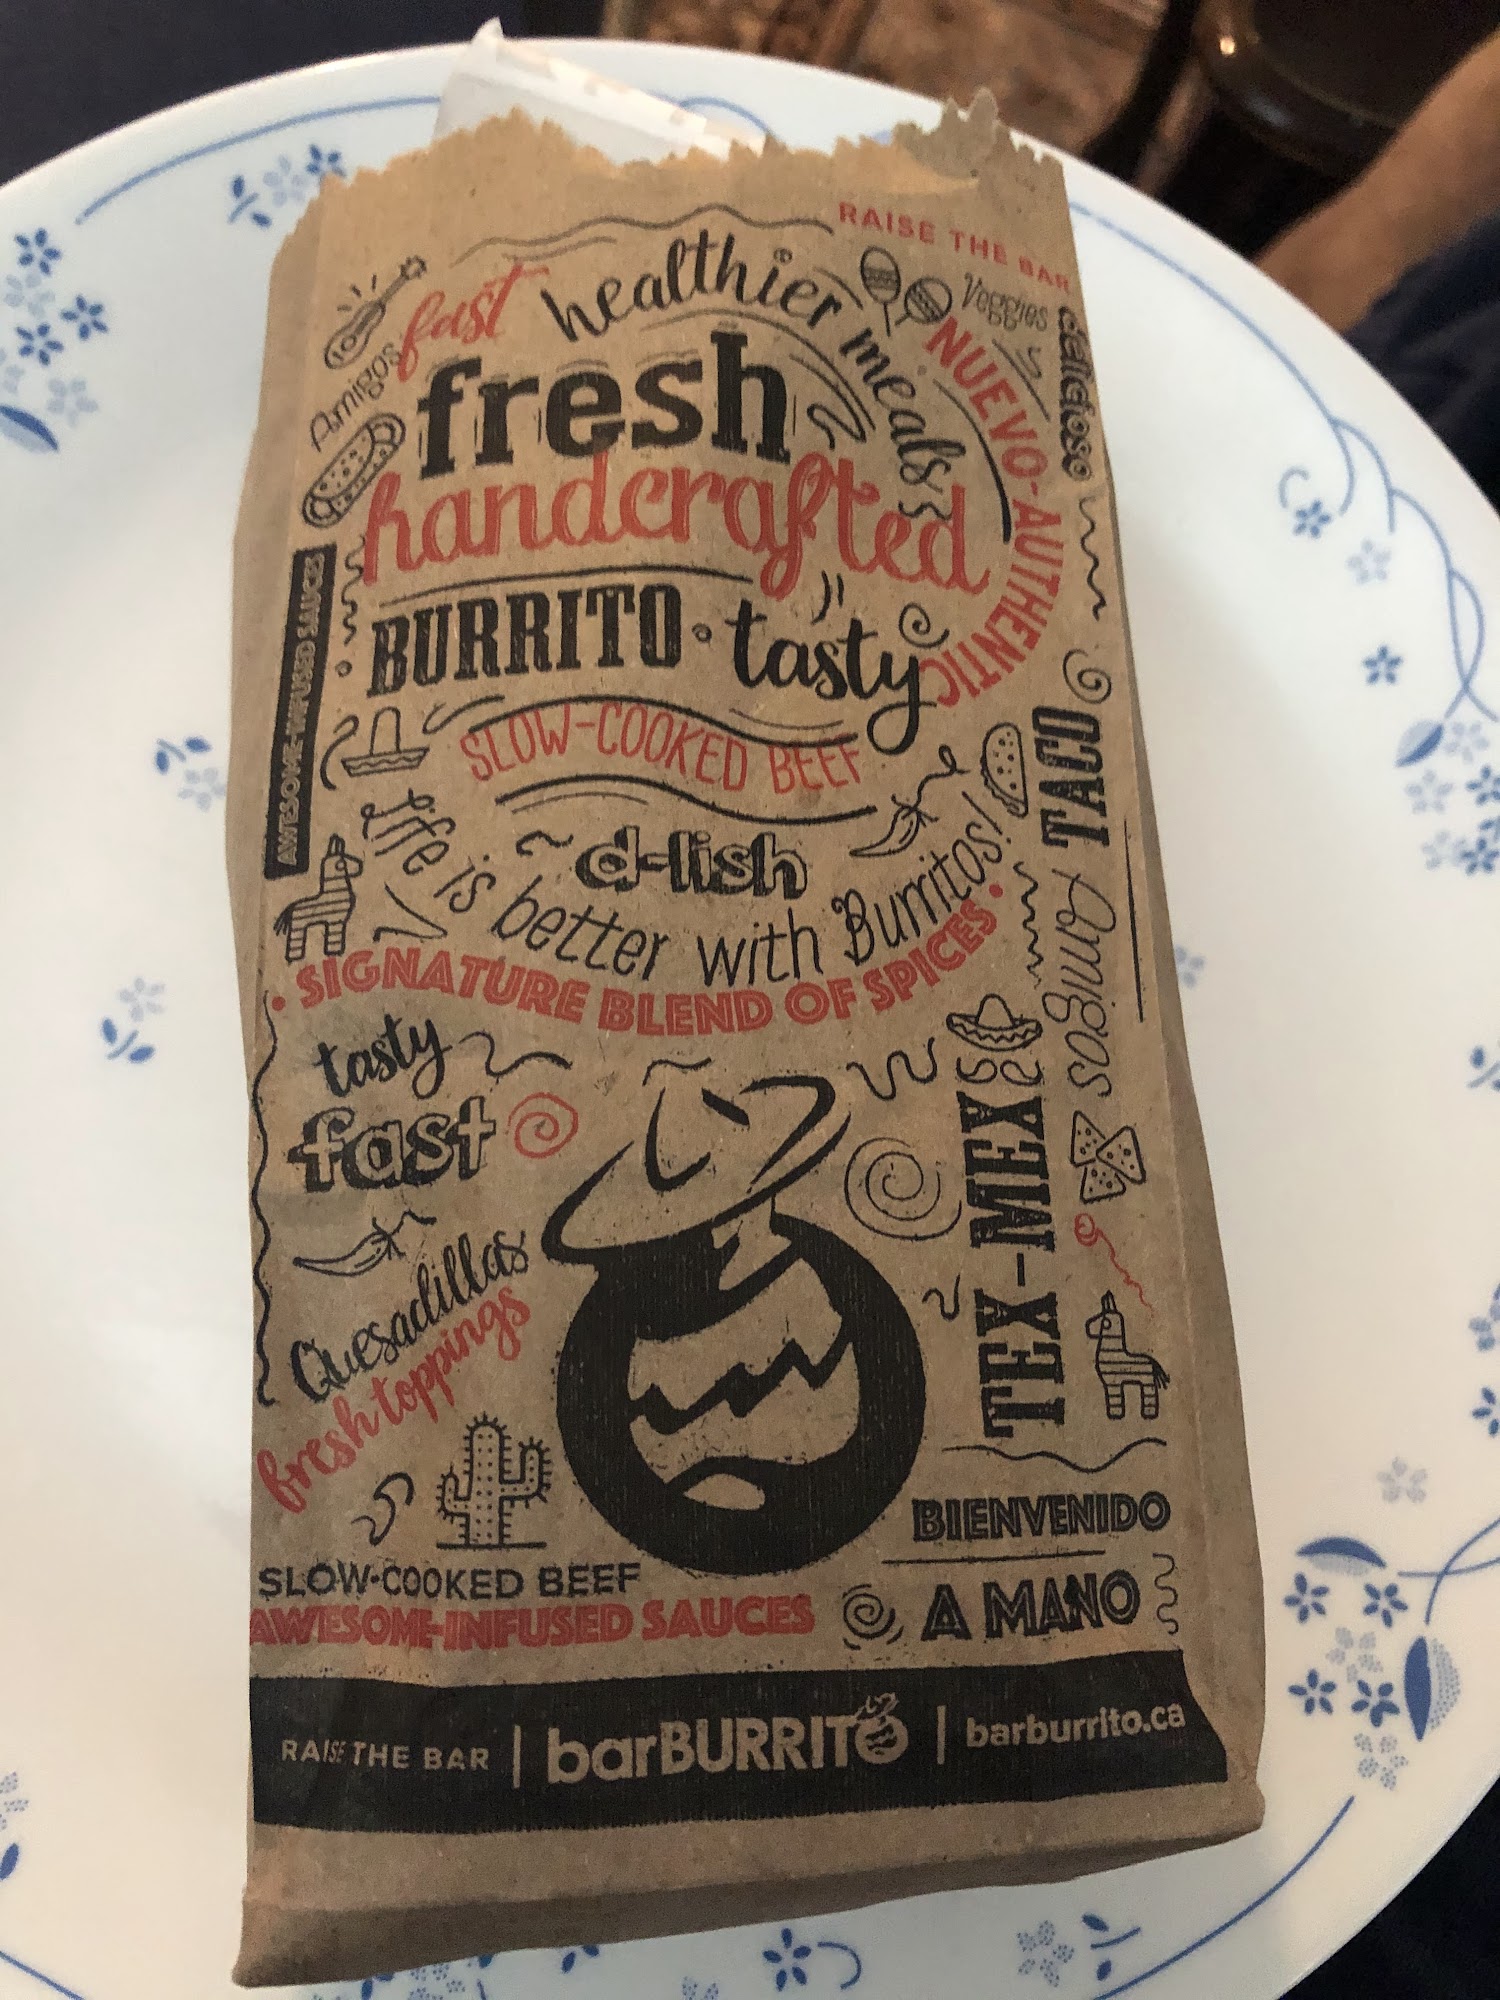 RAISE THE BAR
fast
healthier meals
Veggies
delicioso
Amigos
fresh
NUEVO-AUTHENTIC
handcrafted
AWESOME-INFUSED SAUCES
BURRITO • tasty
SLOW-COOKED BEEF
TACO
d-lish
life is better with Burritos!
• SIGNATURE BLEND OF SPICES •
Amigos
tasty
fast
TEX-MEX
Quesadillas
fresh toppings
BIENVENIDO
SLOW-COOKED BEEF
A MANO
AWESOME-INFUSED SAUCES
RAISE THE BAR | barBURRITO | barburrito.ca